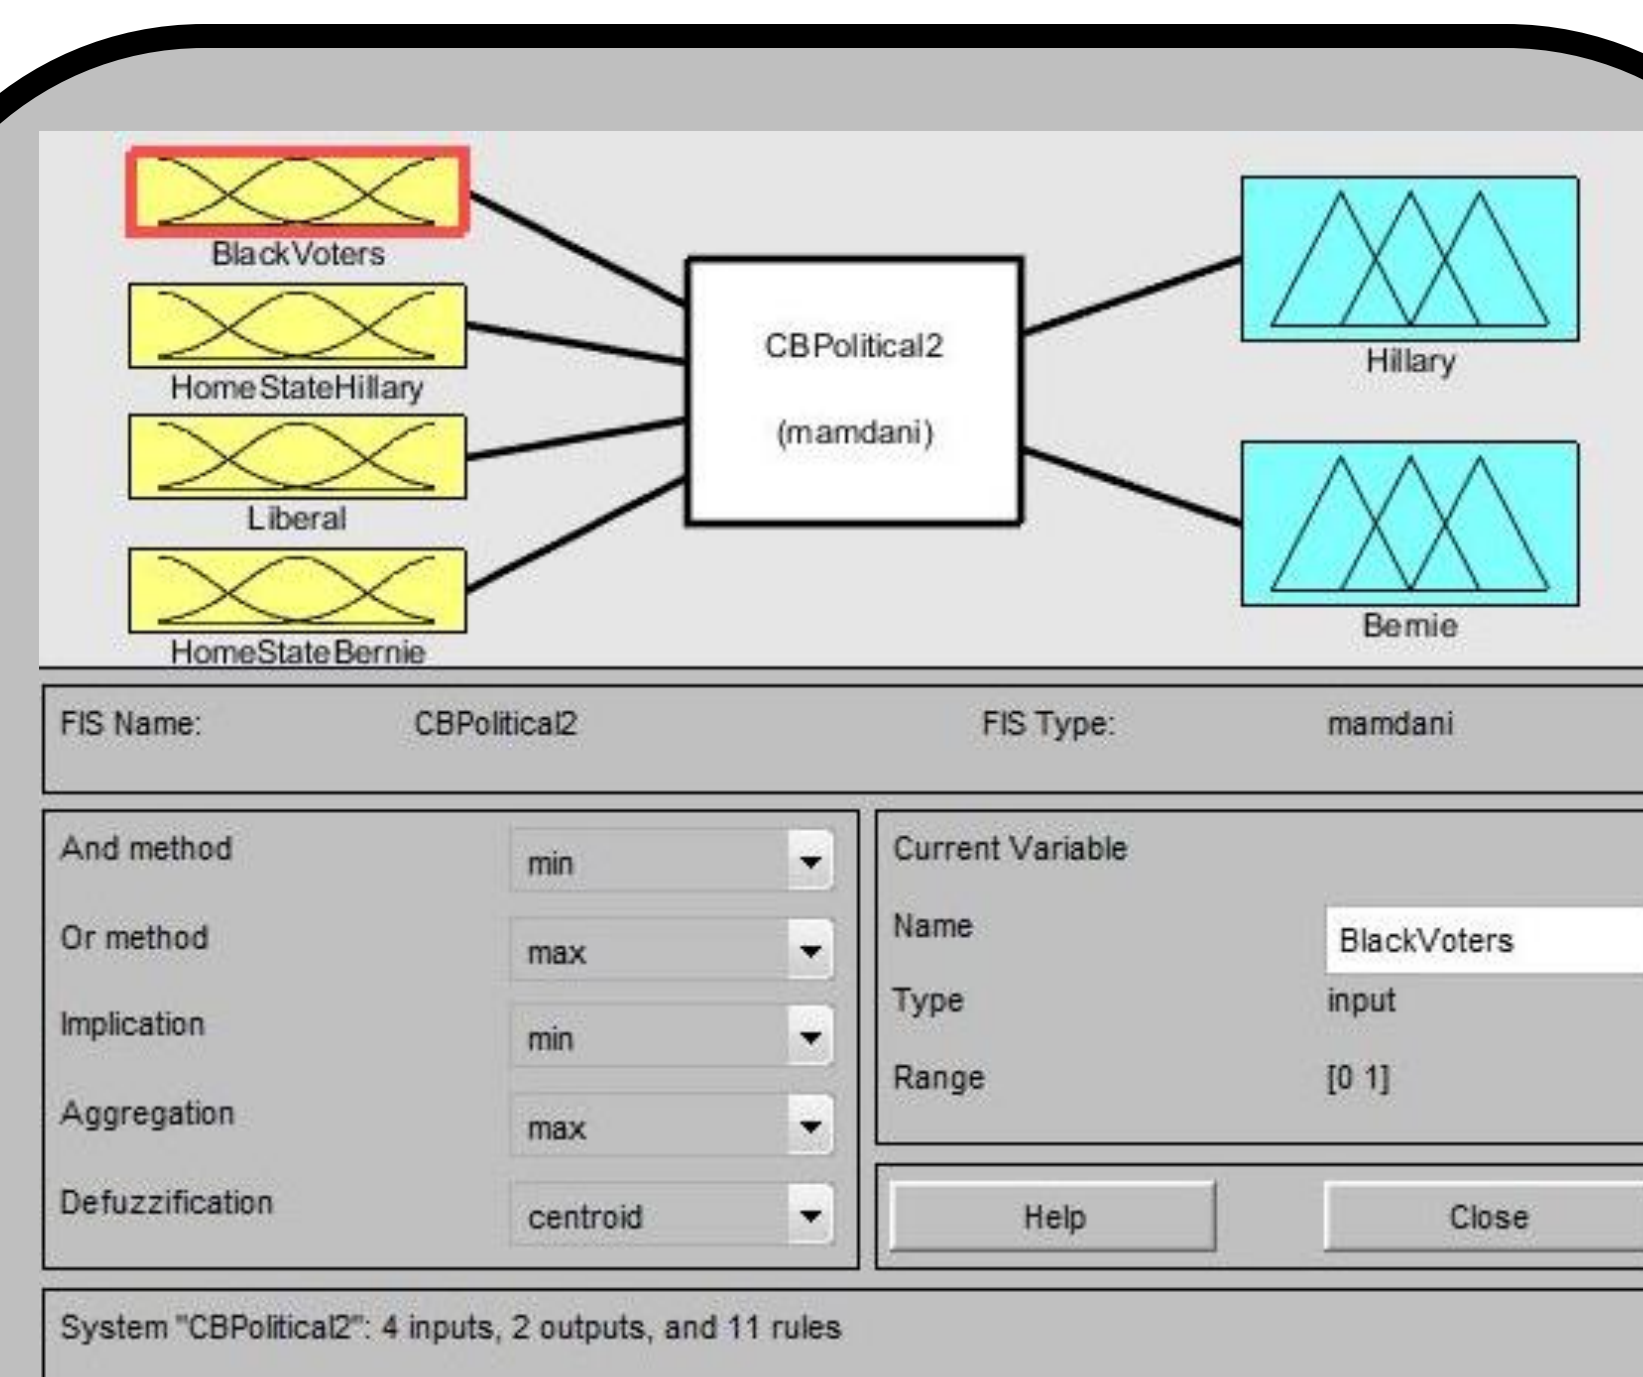 BlackVoters
HomeStateHillary
Liberal
HomeStateBernie
CBPolitical2
(mamdani)
Hillary
Bernie
FIS Name: CBPolitical2 FIS Type: mamdani
And method min
Or method max
Implication min
Aggregation max
Defuzzification centroid
Current Variable
Name BlackVoters
Type input
Range [0 1]
Help Close
System "CBPolitical2": 4 inputs, 2 outputs, and 11 rules